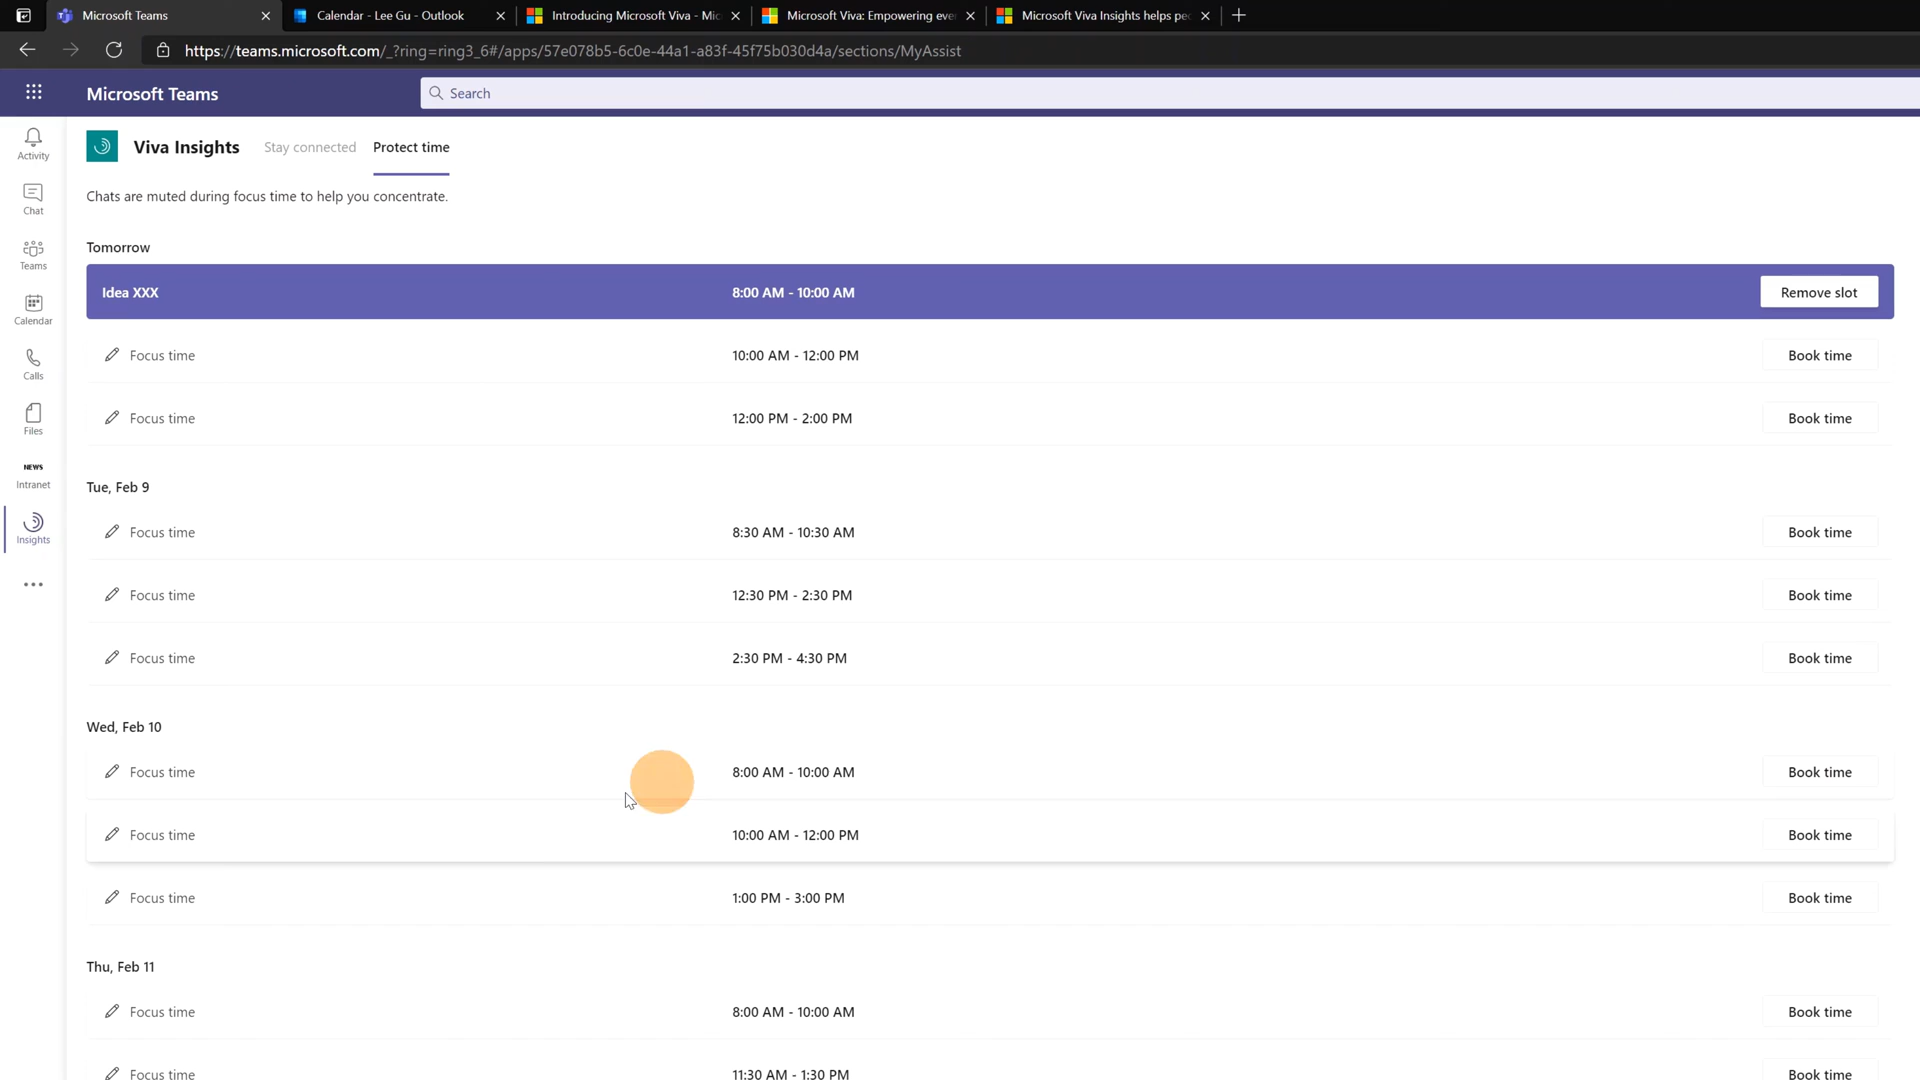 Microsoft Teams
Calendar - Lee Gu - Outlook
Introducing Microsoft Viva - Mic
Microsoft Viva: Empowering eve
Microsoft Viva Insights helps pe
https://teams.microsoft.com/_?ring=ring3_6#/apps/57e078b5-6c0e-44a1-a83f-45f75b030d4a/sections/MyAssist
Microsoft Teams
Search
Activity
Chat
Teams
Calendar
Calls
Files
NEWS
Intranet
Insights
Viva Insights Stay connected Protect time
Chats are muted during focus time to help you concentrate.
Tomorrow
Idea XXX 8:00 AM - 10:00 AM Remove slot
Focus time 10:00 AM - 12:00 PM Book time
Focus time 12:00 PM - 2:00 PM Book time
Tue, Feb 9
Focus time 8:30 AM - 10:30 AM Book time
Focus time 12:30 PM - 2:30 PM Book time
Focus time 2:30 PM - 4:30 PM Book time
Wed, Feb 10
Focus time 8:00 AM - 10:00 AM Book time
Focus time 10:00 AM - 12:00 PM Book time
Focus time 1:00 PM - 3:00 PM Book time
Thu, Feb 11
Focus time 8:00 AM - 10:00 AM Book time
Focus time 11:30 AM - 1:30 PM Book time